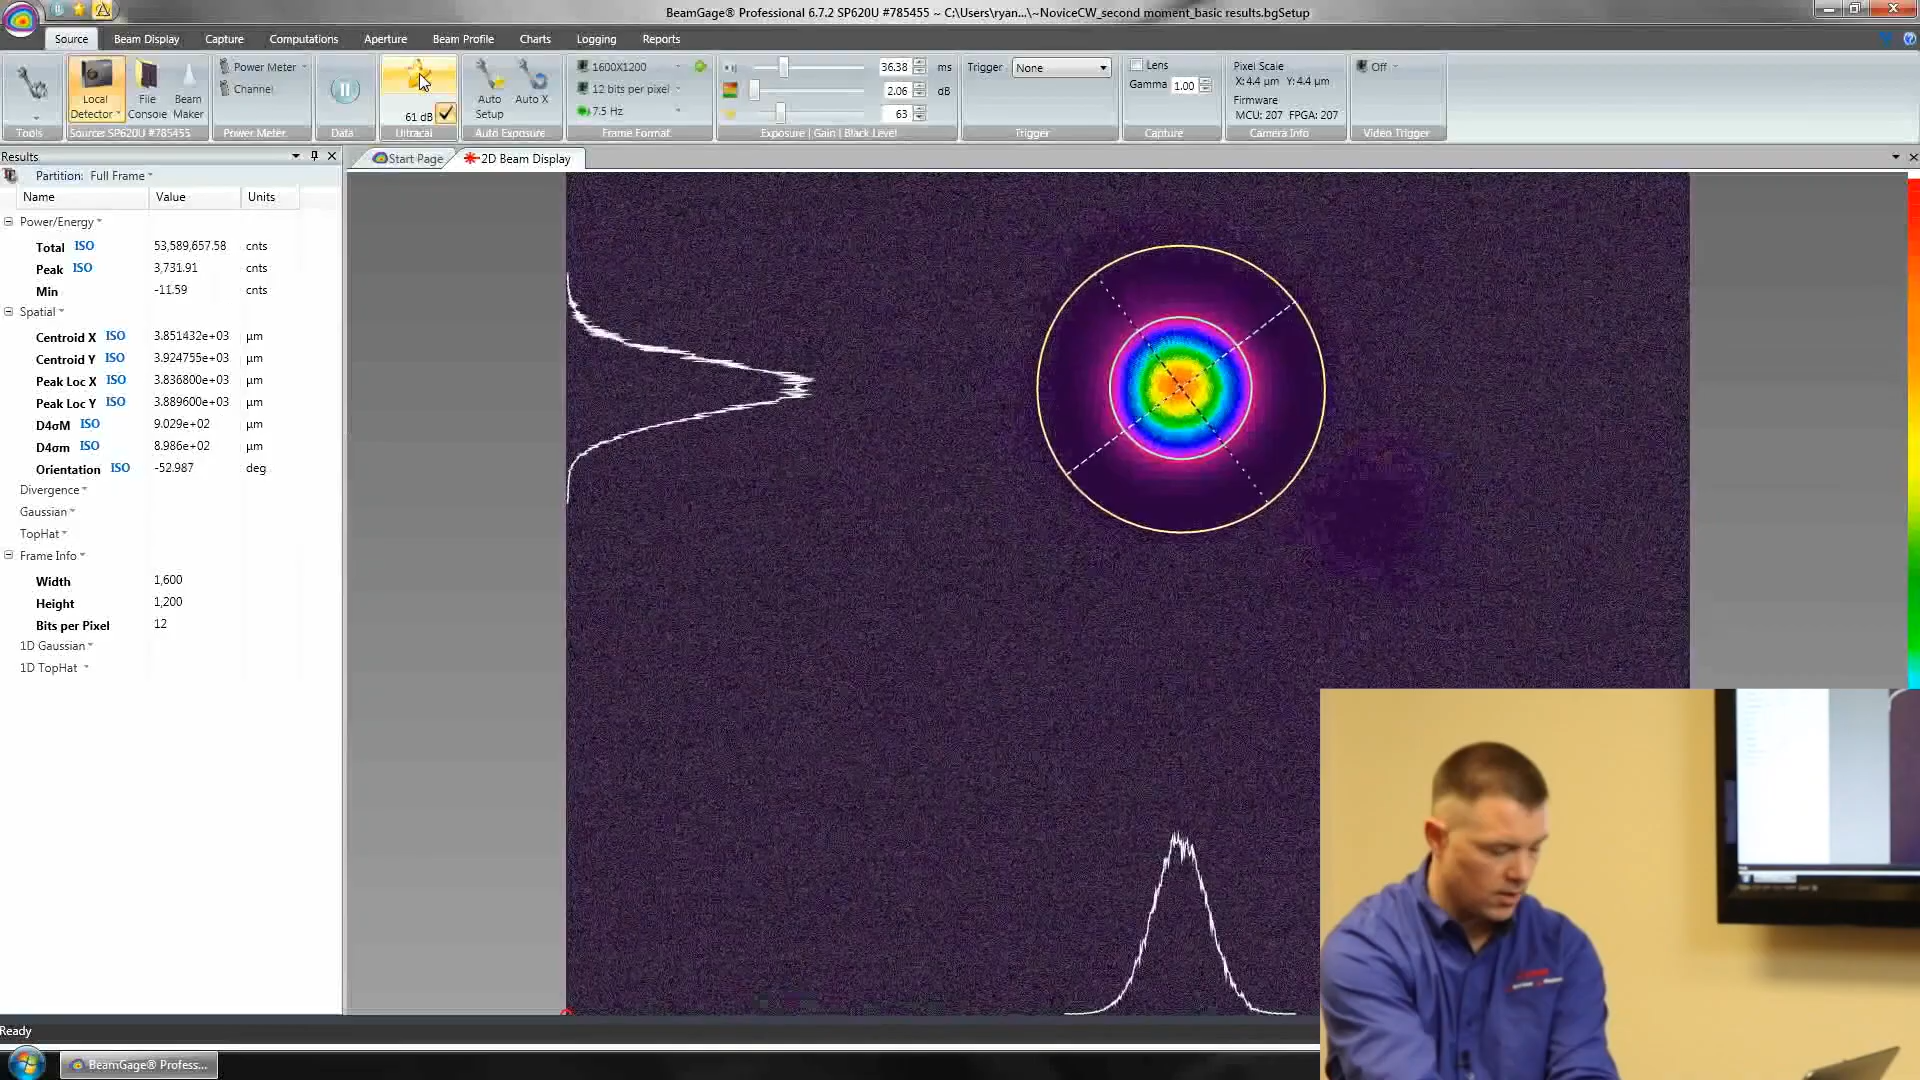 BeamGage® Professional 6.7.2 SP620U #785455 ~ C:\Users\ryan...\~NoviceCW_second moment_basic results.bgSetup
Source Beam Display Capture Computations Aperture Beam Profile Charts Logging Reports
Power Meter
Channel
Local Detector
File Console
Beam Maker
61 dB
Auto Setup
Auto X
1600X1200
12 bits per pixel
7.5 Hz
36.38 ms
2.06 dB
63
Trigger None
Lens
Gamma 1.00
Pixel Scale
X: 4.4 µm Y: 4.4 µm
Firmware
MCU: 207 FPGA: 207
Off
Tools Source: SP620U #785455 Power Meter Data Ultracal Auto Exposure Frame Format Exposure | Gain | Black Level Trigger Capture Camera Info Video Trigger
Results
Start Page 2D Beam Display
Partition: Full Frame
Name Value Units
Power/Energy
Total ISO 53,589,657.58 cnts
Peak ISO 3,731.91 cnts
Min -11.59 cnts
Spatial
Centroid X ISO 3.851432e+03 µm
Centroid Y ISO 3.924755e+03 µm
Peak Loc X ISO 3.836800e+03 µm
Peak Loc Y ISO 3.889600e+03 µm
D4σM ISO 9.029e+02 µm
D4σm ISO 8.986e+02 µm
Orientation ISO -52.987 deg
Divergence
Gaussian
TopHat
Frame Info
Width 1,600
Height 1,200
Bits per Pixel 12
1D Gaussian
1D TopHat
Ready
BeamGage® Profess...